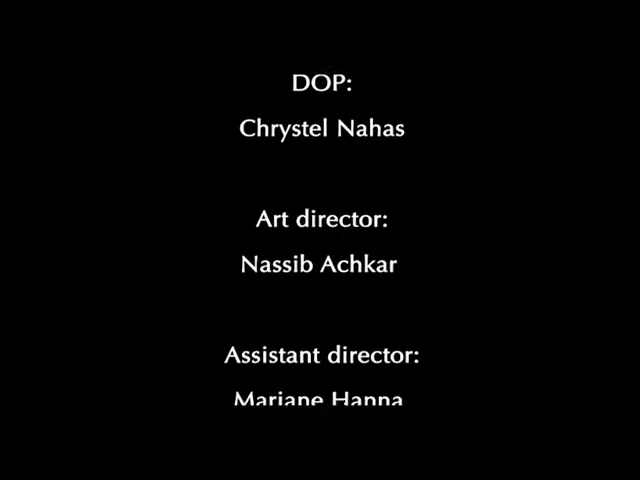 DOP:
Chrystel Nahas
Art director:
Nassib Achkar
Assistant director:
Mariane Hanna